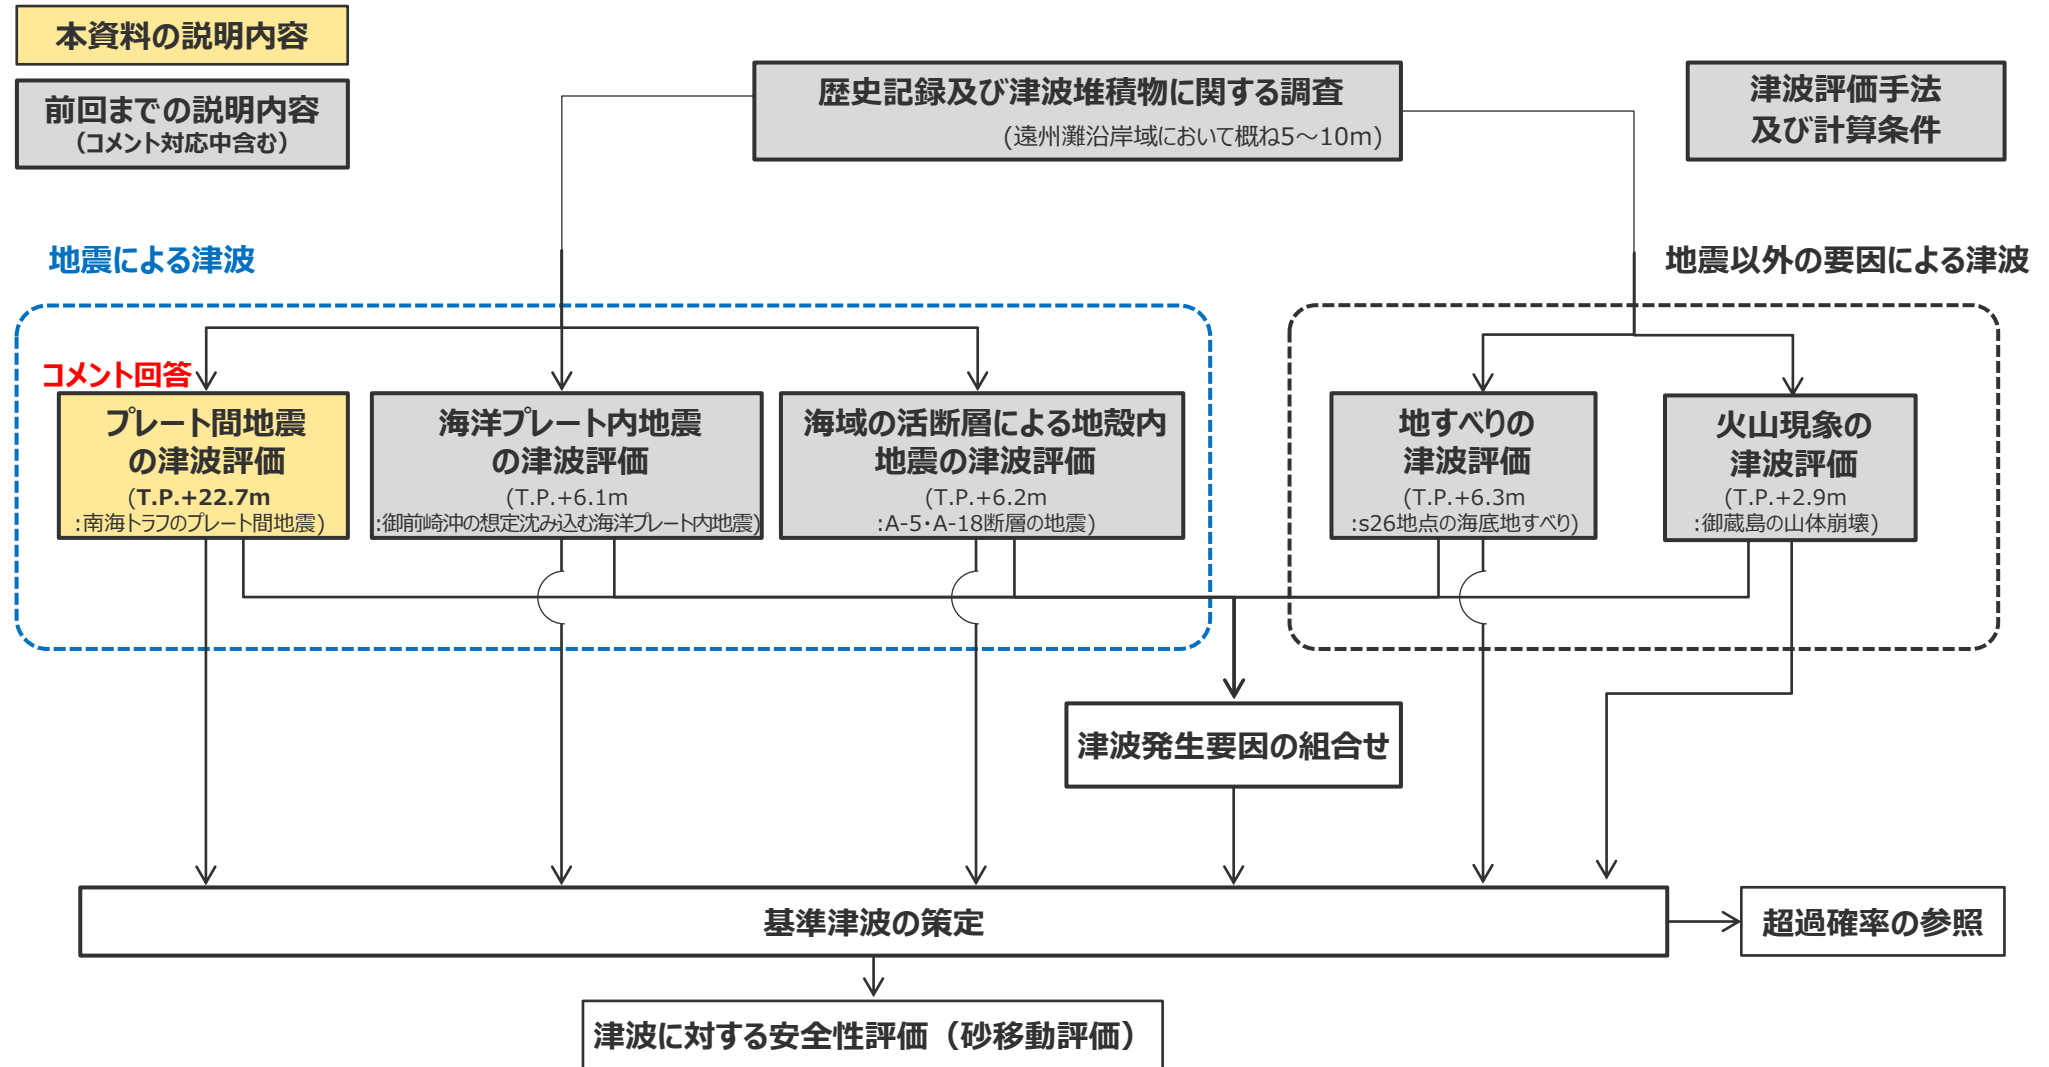 本資料の説明内容
前回までの説明内容
（コメント対応中含む）
歴史記録及び津波堆積物に関する調査
(遠州灘沿岸域において概ね5～10m)
津波評価手法
及び計算条件
地震による津波
地震以外の要因による津波
コメント回答
プレート間地震
の津波評価
(T.P.+22.7m
:南海トラフのプレート間地震)
海洋プレート内地震
の津波評価
(T.P.+6.1m
:御前崎沖の想定沈み込む海洋プレート内地震)
海域の活断層による地殻内
地震の津波評価
(T.P.+6.2m
:A-5・A-18断層の地震)
地すべりの
津波評価
(T.P.+6.3m
:s26地点の海底地すべり)
火山現象の
津波評価
(T.P.+2.9m
:御蔵島の山体崩壊)
津波発生要因の組合せ
基準津波の策定
超過確率の参照
津波に対する安全性評価（砂移動評価）